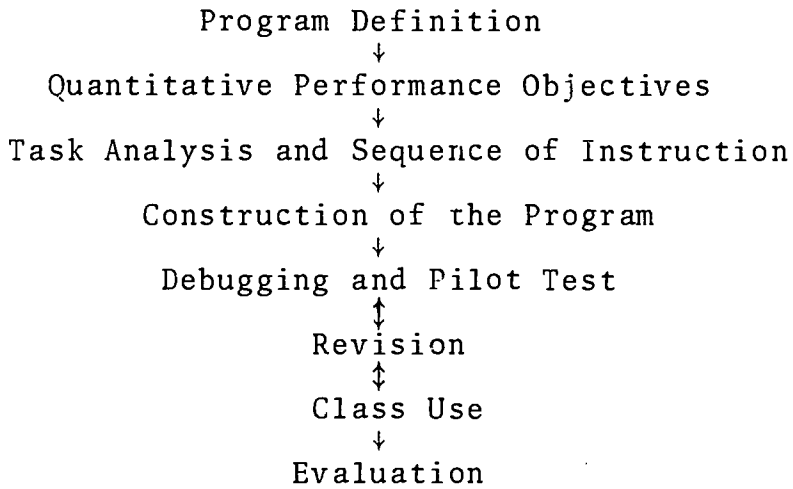 Program Definition
↓
Quantitative Performance Objectives
↓
Task Analysis and Sequence of Instruction
↓
Construction of the Program
↓
Debugging and Pilot Test
↕
Revision
↕
Class Use
↓
Evaluation